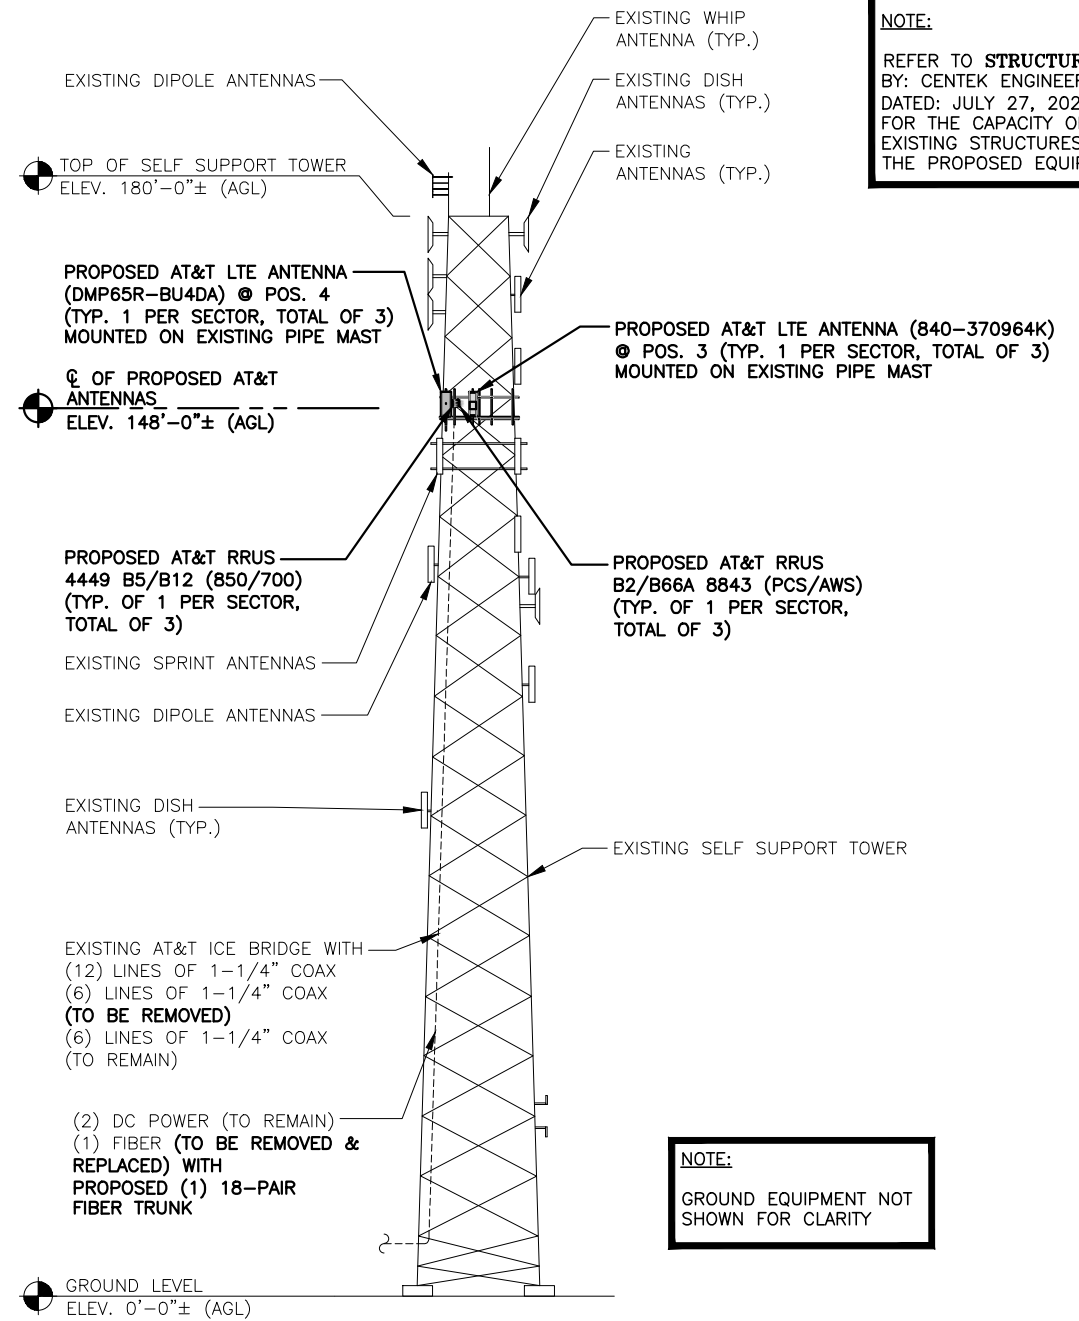 EXISTING WHIP
ANTENNA (TYP.)
EXISTING DIPOLE ANTENNAS
EXISTING DISH
ANTENNAS (TYP.)
EXISTING
ANTENNAS (TYP.)
NOTE:
REFER TO
BY: CENTEK
DATED: JULY 27,
FOR THE CAPACITY
EXISTING STRUCTURES
THE PROPOSED
TOP OF SELF SUPPORT TOWER
ELEV. 180'-0"± (AGL)
PROPOSED AT&T LTE ANTENNA
(DMP65R-BU4DA) @ POS. 4
(TYP. 1 PER SECTOR, TOTAL OF 3)
MOUNTED ON EXISTING PIPE MAST
PROPOSED AT&T LTE ANTENNA (840-370964K)
@ POS. 3 (TYP. 1 PER SECTOR, TOTAL OF 3)
MOUNTED ON EXISTING PIPE MAST
℄ OF PROPOSED AT&T
ANTENNAS
ELEV. 148'-0"± (AGL)
PROPOSED AT&T RRUS
4449 B5/B12 (850/700)
(TYP. OF 1 PER SECTOR,
TOTAL OF 3)
PROPOSED AT&T RRUS
B2/B66A 8843 (PCS/AWS)
(TYP. OF 1 PER SECTOR,
TOTAL OF 3)
EXISTING SPRINT ANTENNAS
EXISTING DIPOLE ANTENNAS
EXISTING DISH
ANTENNAS (TYP.)
EXISTING SELF SUPPORT TOWER
EXISTING AT&T ICE BRIDGE WITH
(12) LINES OF 1-1/4" COAX
(6) LINES OF 1-1/4" COAX
(TO BE REMOVED)
(6) LINES OF 1-1/4" COAX
(TO REMAIN)
(2) DC POWER (TO REMAIN)
(1) FIBER (TO BE REMOVED &
REPLACED) WITH
PROPOSED (1) 18-PAIR
FIBER TRUNK
NOTE:
GROUND EQUIPMENT NOT
SHOWN FOR CLARITY
GROUND LEVEL
ELEV. 0'-0"± (AGL)